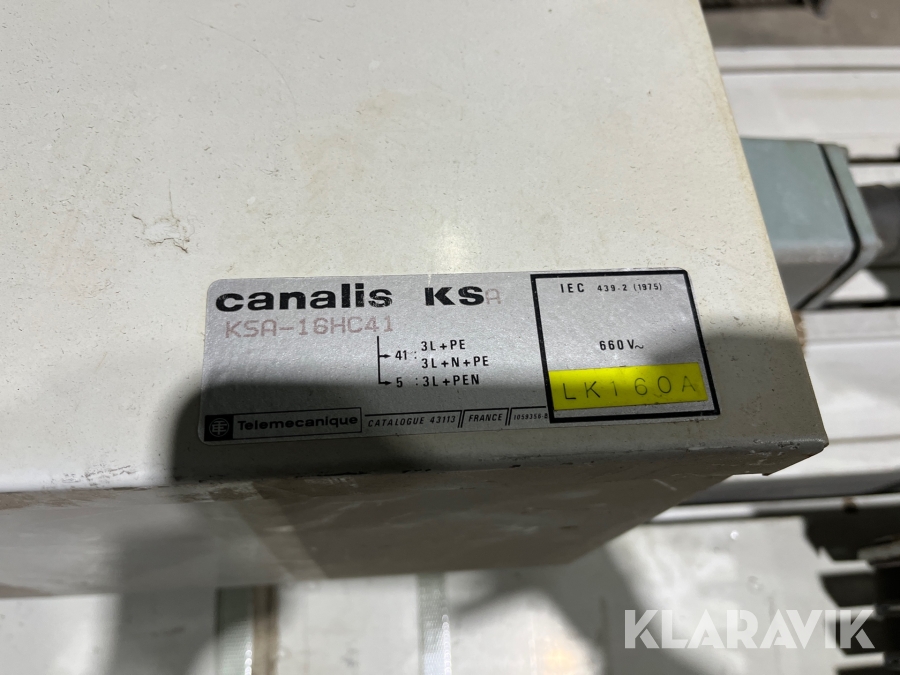 canalis KSA
KSA-16HC41
41 : 3L+PE
3L+N+PE
5 : 3L+PEN
Telemecanique
CATALOGUE 43113
FRANCE
IEC 439.2 (1975)
660V~
LK160A
KLARAVIK